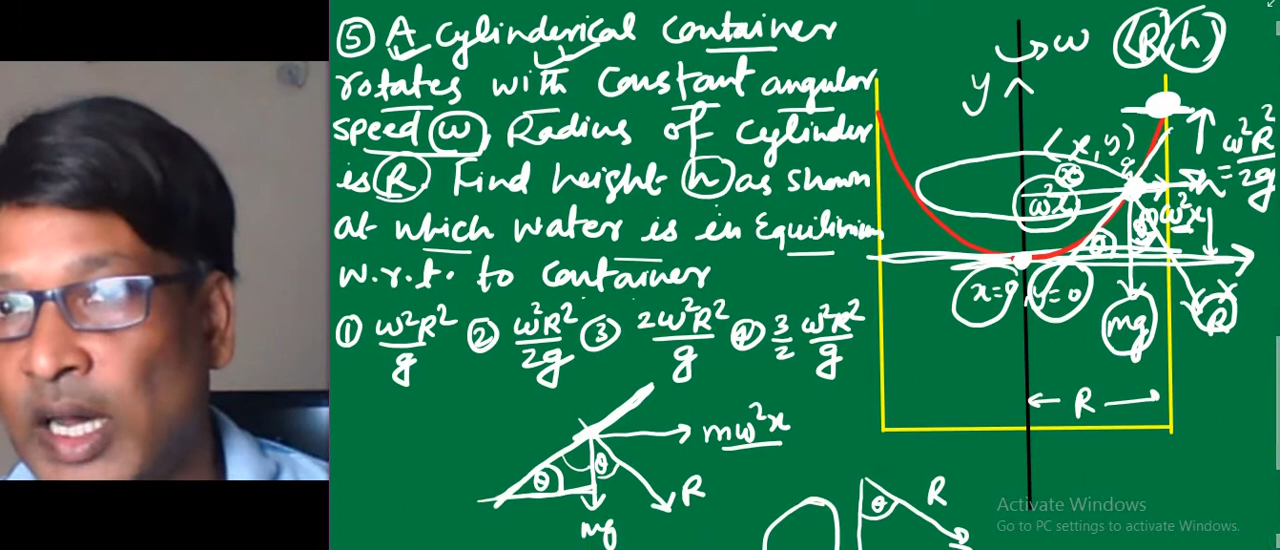 ⑤ A Cylinderical Container
rotates with Constant angular
speed ω, Radius of Cylinder
is R. Find height h as shown
at which water is in Equilibrium
w.r.t. to Container
① ω²R²/g ② ω²R²/2g ③ 2ω²R²/g ④ 3/2 ω²R²/g
ω
(R, h)
y
(x, y)
ω²R²/2g
h =
ω²x
ω²x
θ
θ
x=0, y=0
mg
R
R
mω²x
θ
θ
R
mg
θ
R
Activate Windows
Go to PC settings to activate Windows.